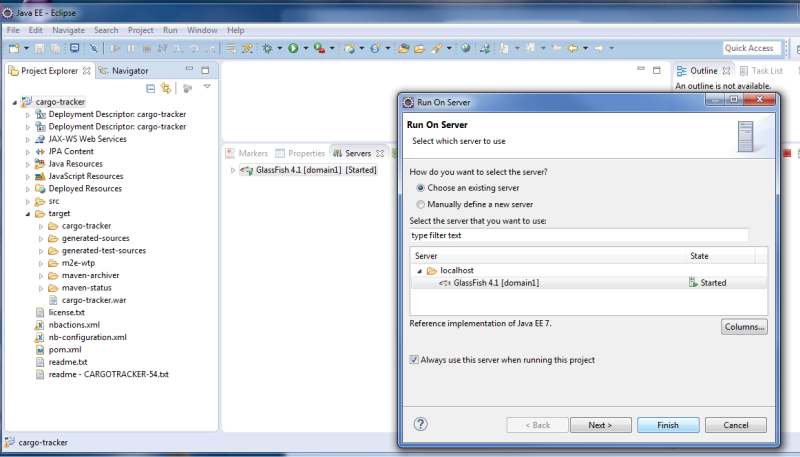 Java EE - Eclipse
File Edit Navigate Search Project Run Window Help
Quick Access
Project Explorer
Navigator
cargo-tracker
Deployment Descriptor: cargo-tracker
Deployment Descriptor: cargo-tracker
JAX-WS Web Services
JPA Content
Java Resources
JavaScript Resources
Deployed Resources
src
target
cargo-tracker
generated-sources
generated-test-sources
m2e-wtp
maven-archiver
maven-status
cargo-tracker.war
license.txt
nbactions.xml
nb-configuration.xml
pom.xml
readme.txt
readme - CARGOTRACKER-54.txt
cargo-tracker
Markers Properties Servers
GlassFish 4.1 [domain1] [Started]
Outline Task List
An outline is not available.
Run On Server
Run On Server
Select which server to use
How do you want to select the server?
Choose an existing server
Manually define a new server
Select the server that you want to use:
type filter text
Server State
localhost
GlassFish 4.1 [domain1] Started
Reference implementation of Java EE 7.
Columns...
Always use this server when running this project
? < Back Next > Finish Cancel